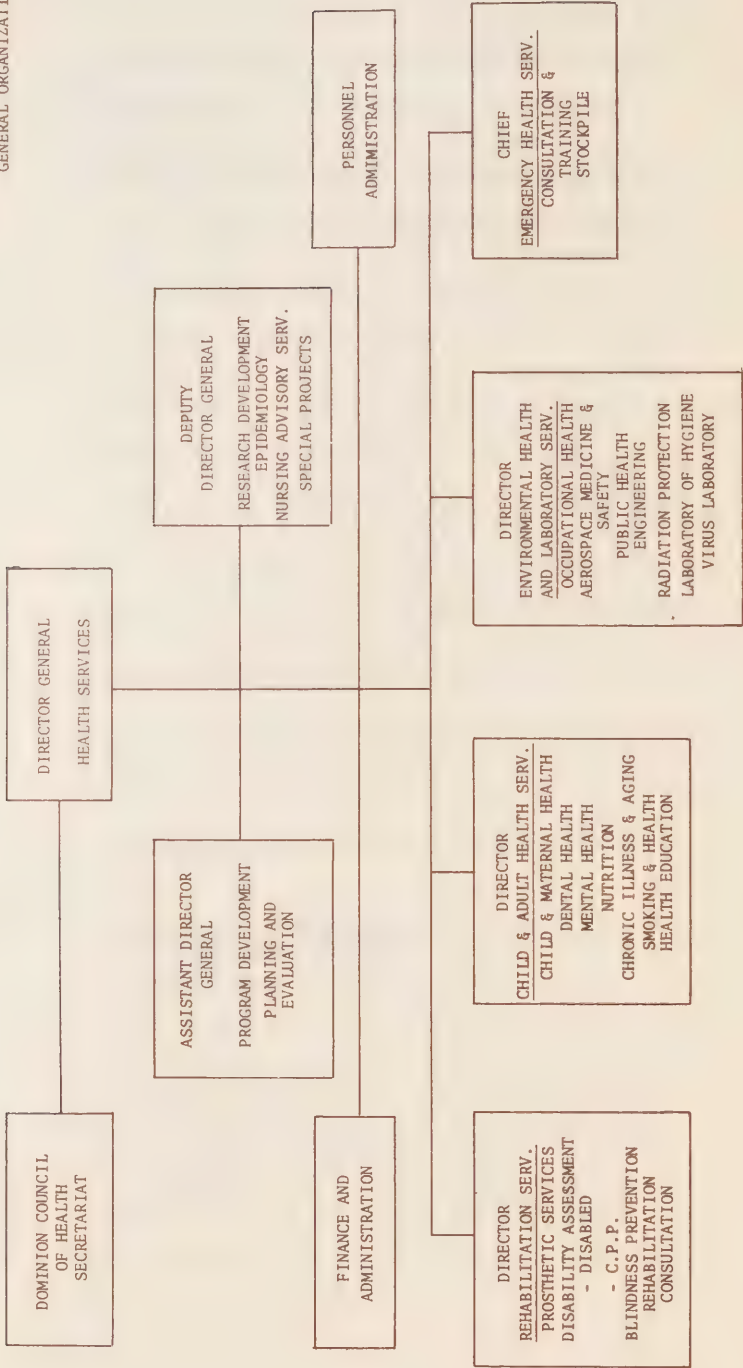 GENERAL ORGANIZATI
DOMINION COUNCIL
OF HEALTH
SECRETARIAT
DIRECTOR GENERAL
HEALTH SERVICES
ASSISTANT DIRECTOR
GENERAL
PROGRAM DEVELOPMENT
PLANNING AND
EVALUATION
DEPUTY
DIRECTOR GENERAL
RESEARCH DEVELOPMENT
EPIDEMIOLOGY
NURSING ADVISORY SERV.
SPECIAL PROJECTS
FINANCE AND
ADMINISTRATION
PERSONNEL
ADMIMISTRATION
DIRECTOR
REHABILITATION SERV.
PROSTHETIC SERVICES
DISABILITY ASSESSMENT
- DISABLED
- C.P.P.
BLINDNESS PREVENTION
REHABILITATION
CONSULTATION
DIRECTOR
CHILD & ADULT HEALTH SERV.
CHILD & MATERNAL HEALTH
DENTAL HEALTH
MENTAL HEALTH
NUTRITION
CHRONIC ILLNESS & AGING
SMOKING & HEALTH
HEALTH EDUCATION
DIRECTOR
ENVIRONMENTAL HEALTH
AND LABORATORY SERV.
OCCUPATIONAL HEALTH
AEROSPACE MEDICINE &
SAFETY
PUBLIC HEALTH
ENGINEERING
RADIATION PROTECTION
LABORATORY OF HYGIENE
VIRUS LABORATORY
CHIEF
EMERGENCY HEALTH SERV.
CONSULTATION &
TRAINING
STOCKPILE